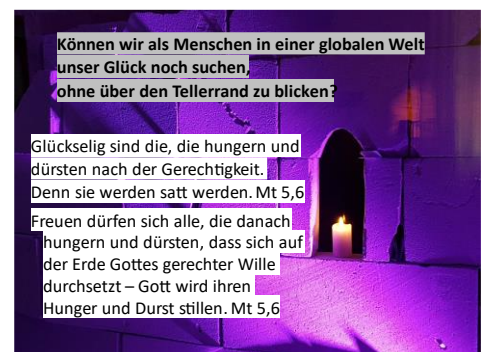 Können wir als Menschen in einer globalen Welt
unser Glück noch suchen,
ohne über den Tellerrand zu blicken?
Glückselig sind die, die hungern und
dürsten nach der Gerechtigkeit.
Denn sie werden satt werden. Mt 5,6
Freuen dürfen sich alle, die danach
hungern und dürsten, dass sich auf
der Erde Gottes gerechter Wille
durchsetzt – Gott wird ihren
Hunger und Durst stillen. Mt 5,6